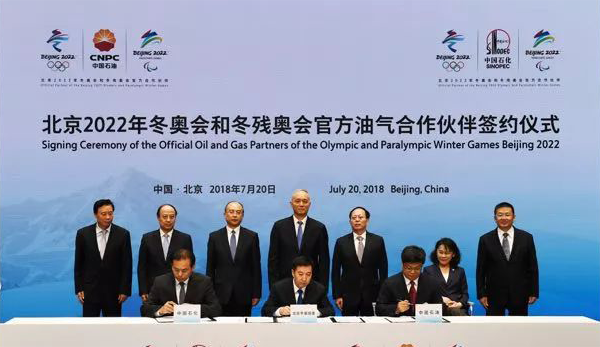 BEIJING 2022
CNPC
中国石油
BEIJING 2022
BEIJING 2022
SINOPEC
中国石化
BEIJING 2022
北京2022年冬奥会和冬残奥会官方油气合作伙伴签约仪式
Signing Ceremony of the Official Oil and Gas Partners of the Olympic and Paralympic Winter Games Beijing 2022
中国·北京 2018年7月20日
July 20, 2018 Beijing, China
中国石化
中国石油